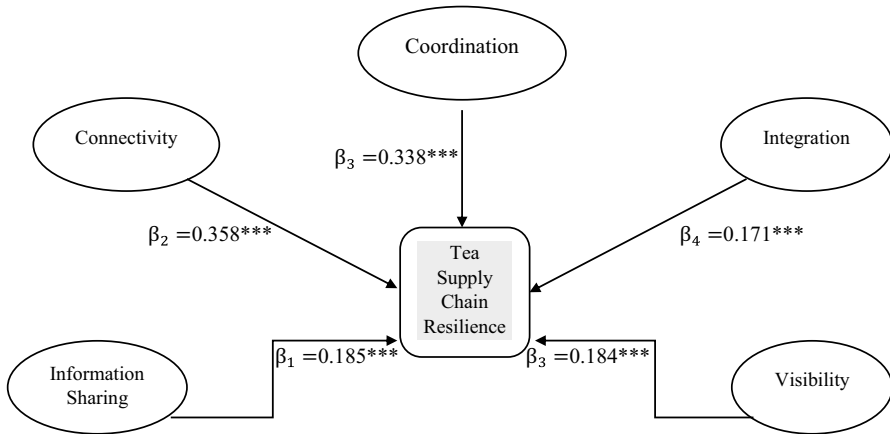 Coordination
Connectivity
Integration
β₃ =0.338***
β₂ =0.358***
β₄ =0.171***
Tea
Supply
Chain
Resilience
β₁ =0.185***
β₃ =0.184***
Information
Sharing
Visibility